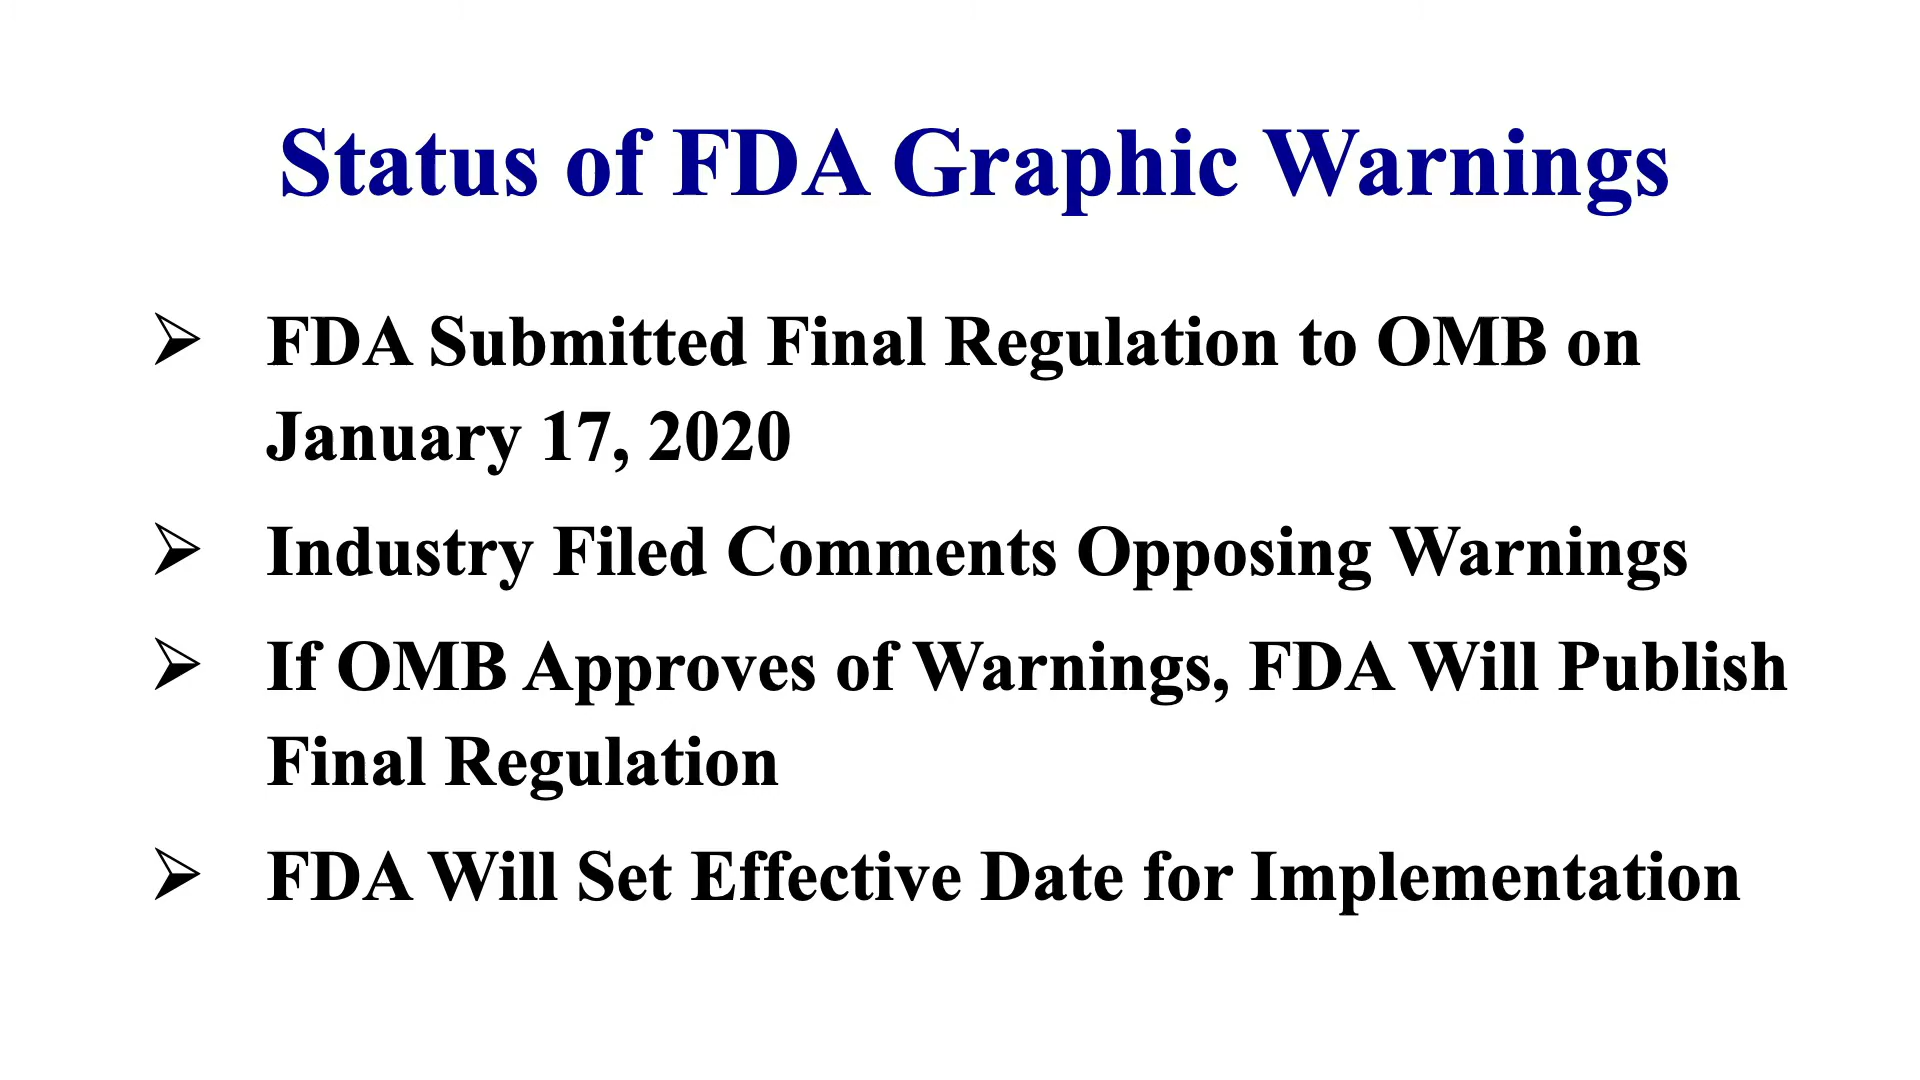 Status of FDA Graphic Warnings
➢ FDA Submitted Final Regulation to OMB on
January 17, 2020
➢ Industry Filed Comments Opposing Warnings
➢ If OMB Approves of Warnings, FDA Will Publish
Final Regulation
➢ FDA Will Set Effective Date for Implementation